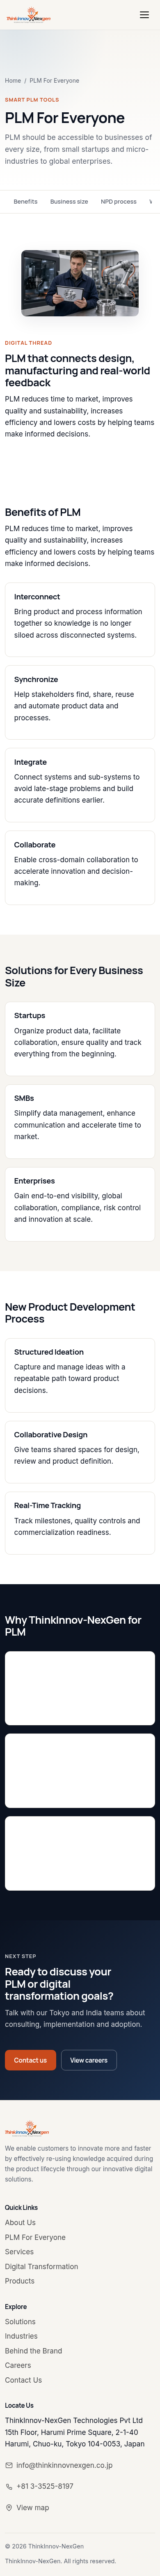 ThinkInnov-NexGen
Home / PLM For Everyone
SMART PLM TOOLS
PLM For Everyone
PLM should be accessible to businesses of
every size, from small startups and micro-
industries to global enterprises.
Benefits Business size NPD process
DIGITAL THREAD
PLM that connects design,
manufacturing and real-world
feedback
PLM reduces time to market, improves
quality and sustainability, increases
efficiency and lowers costs by helping teams
make informed decisions.
Benefits of PLM
PLM reduces time to market, improves
quality and sustainability, increases
efficiency and lowers costs by helping teams
make informed decisions.
Interconnect
Bring product and process information
together so knowledge is no longer
siloed across disconnected systems.
Synchronize
Help stakeholders find, share, reuse
and automate product data and
processes.
Integrate
Connect systems and sub-systems to
avoid late-stage problems and build
accurate definitions earlier.
Collaborate
Enable cross-domain collaboration to
accelerate innovation and decision-
making.
Solutions for Every Business
Size
Startups
Organize product data, facilitate
collaboration, ensure quality and track
everything from the beginning.
SMBs
Simplify data management, enhance
communication and accelerate time to
market.
Enterprises
Gain end-to-end visibility, global
collaboration, compliance, risk control
and innovation at scale.
New Product Development
Process
Structured Ideation
Capture and manage ideas with a
repeatable path toward product
decisions.
Collaborative Design
Give teams shared spaces for design,
review and product definition.
Real-Time Tracking
Track milestones, quality controls and
commercialization readiness.
Why ThinkInnov-NexGen for
PLM
NEXT STEP
Ready to discuss your
PLM or digital
transformation goals?
Talk with our Tokyo and India teams about
consulting, implementation and adoption.
Contact us View careers
ThinkInnov-NexGen
We enable customers to innovate more and faster
by effectively re-using knowledge acquired during
the product lifecycle through our innovative digital
solutions.
Quick Links
About Us
PLM For Everyone
Services
Digital Transformation
Products
Explore
Solutions
Industries
Behind the Brand
Careers
Contact Us
Locate Us
ThinkInnov-NexGen Technologies Pvt Ltd
15th Floor, Harumi Prime Square, 2-1-40
Harumi, Chuo-ku, Tokyo 104-0053, Japan
info@thinkinnovnexgen.co.jp
+81 3-3525-8197
View map
© 2026 ThinkInnov-NexGen
ThinkInnov-NexGen. All rights reserved.